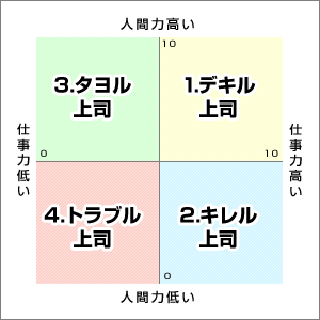 人間力高い
10
3.タヨル
上司
1.デキル
上司
仕事力低い
0
10
仕事力高い
4.トラブル
上司
2.キレル
上司
0
人間力低い